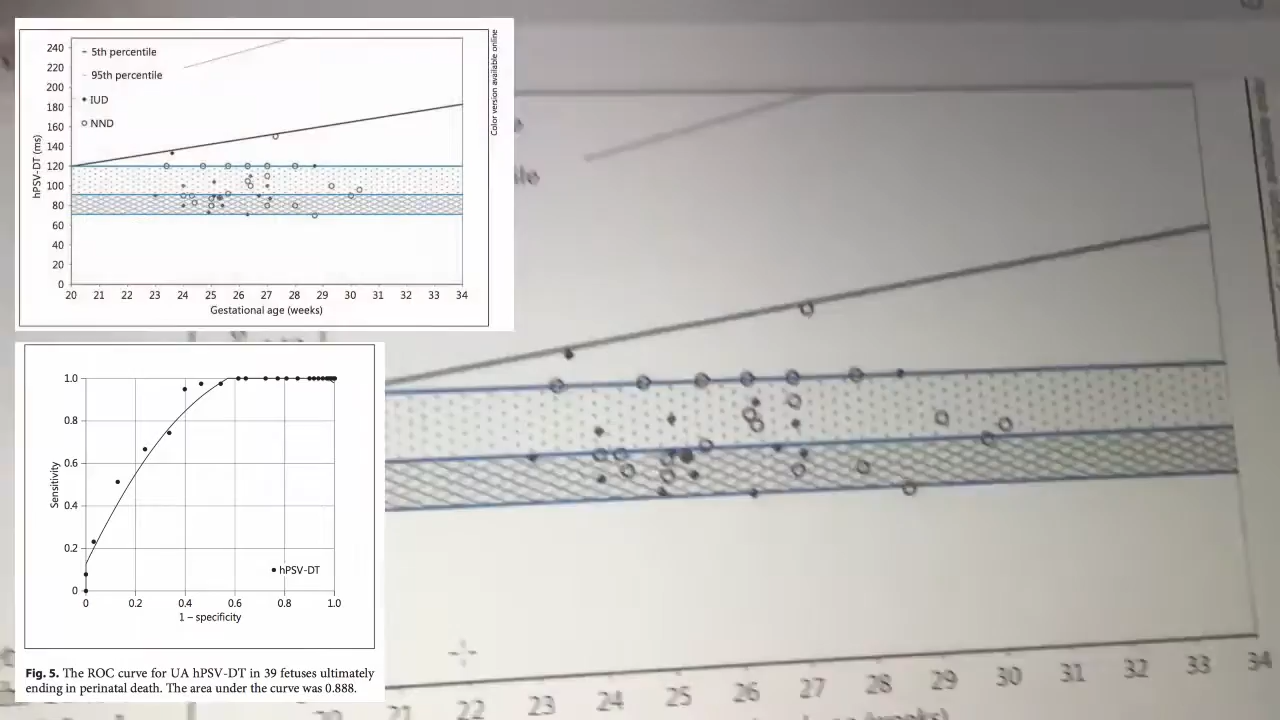 240
220
200
180
160
140
120
100
80
60
40
20
0
hPSV-DT (ms)
5th percentile
95th percentile
IUD
NND
20 21 22 23 24 25 26 27 28 29 30 31 32 33 34
Gestational age (weeks)
Color version available online
1.0
0.8
0.6
0.4
0.2
0
Sensitivity
hPSV-DT
0 0.2 0.4 0.6 0.8 1.0
1 – specificity
Fig. 5. The ROC curve for UA hPSV-DT in 39 fetuses ultimately
ending in perinatal death. The area under the curve was 0.888.
21 22 23 24 25 26 27 28 29 30 31 32 33 34